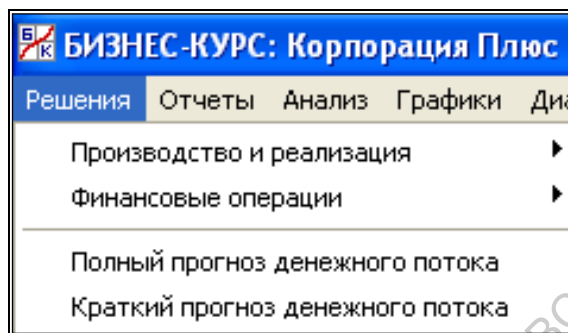 БК БИЗНЕС-КУРС: Корпорация Плюс
Решения Отчеты Анализ Графики
Производство и реализация
Финансовые операции
Полный прогноз денежного потока
Краткий прогноз денежного потока